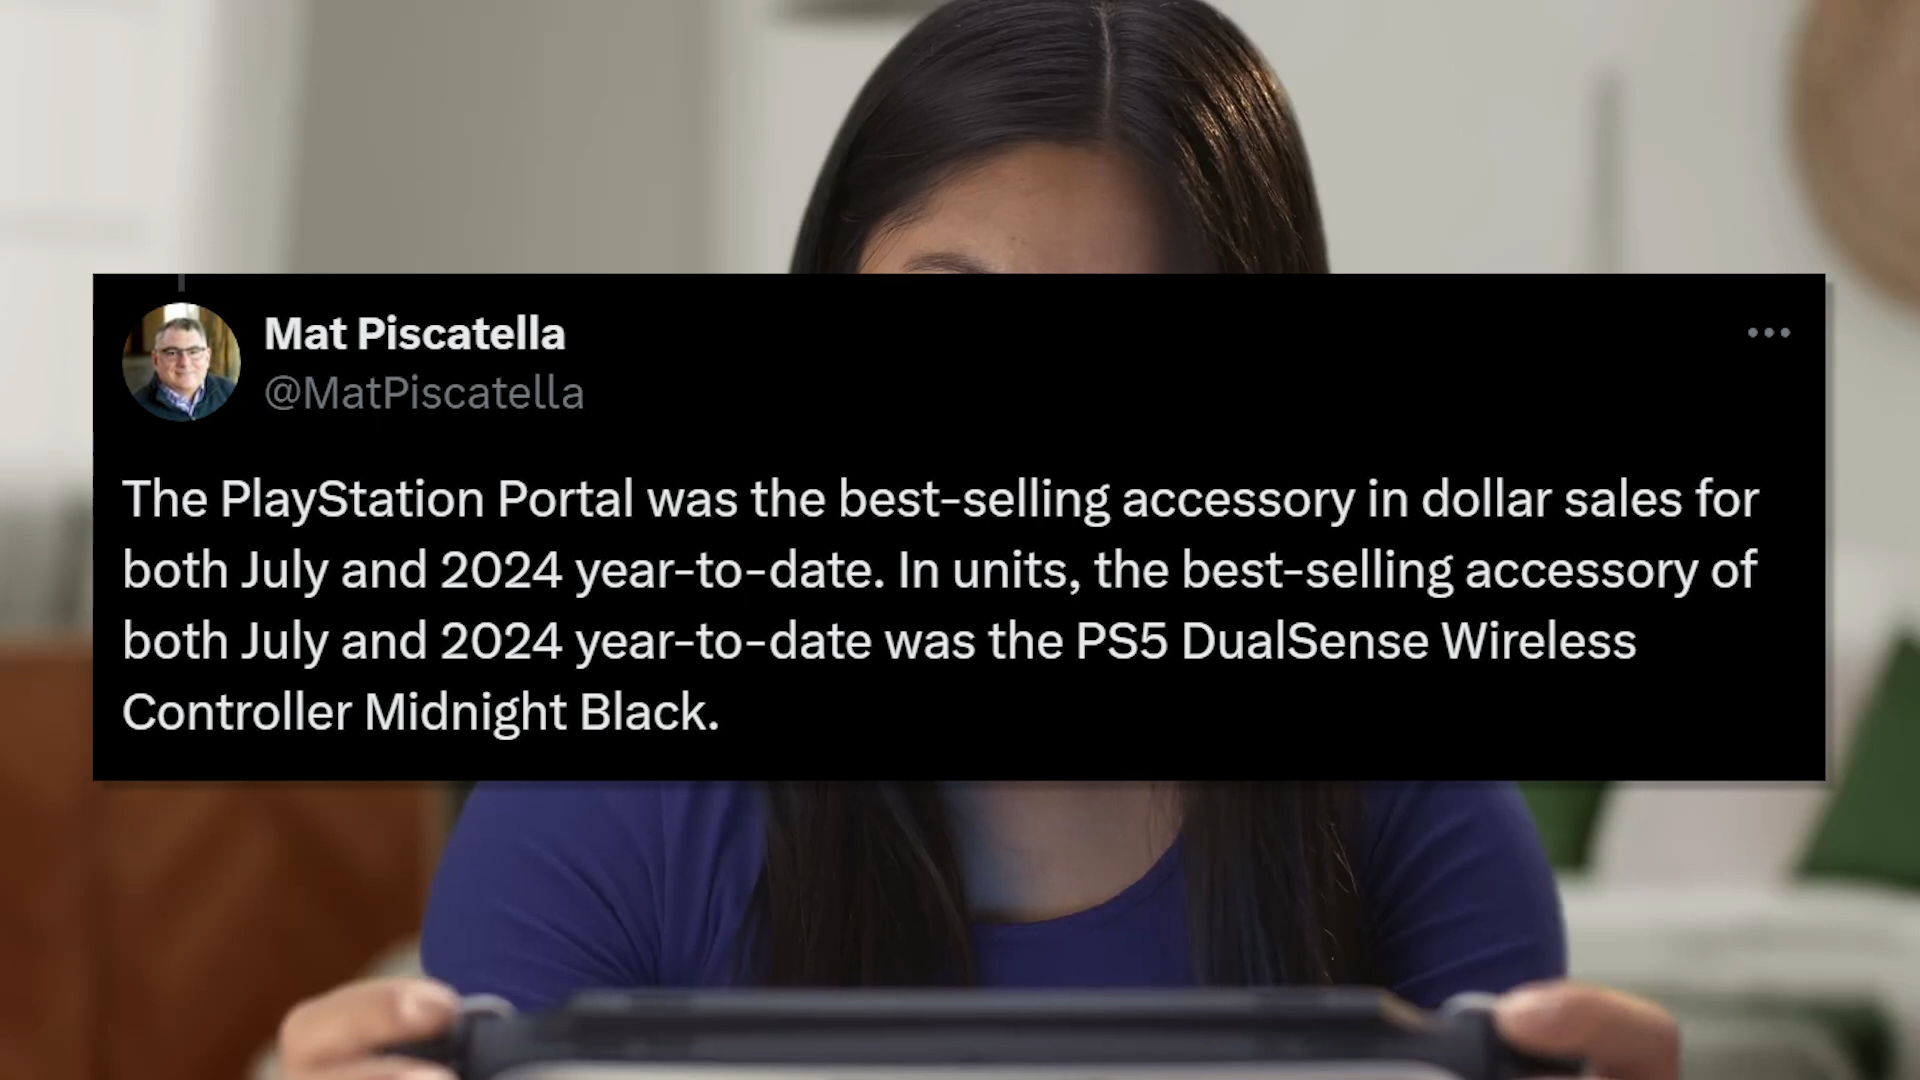 Mat Piscatella
@MatPiscatella
The PlayStation Portal was the best-selling accessory in dollar sales for
both July and 2024 year-to-date. In units, the best-selling accessory of
both July and 2024 year-to-date was the PS5 DualSense Wireless
Controller Midnight Black.